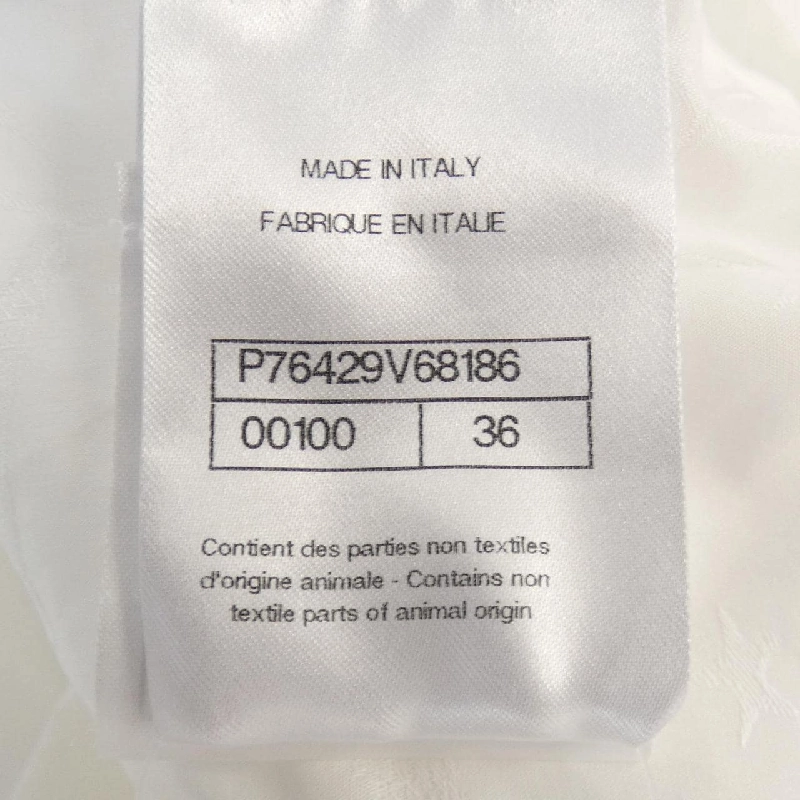 MADE IN ITALY
FABRIQUE EN ITALIE
P76429V68186
00100 36
Contient des parties non textiles
d'origine animale - Contains non
textile parts of animal origin